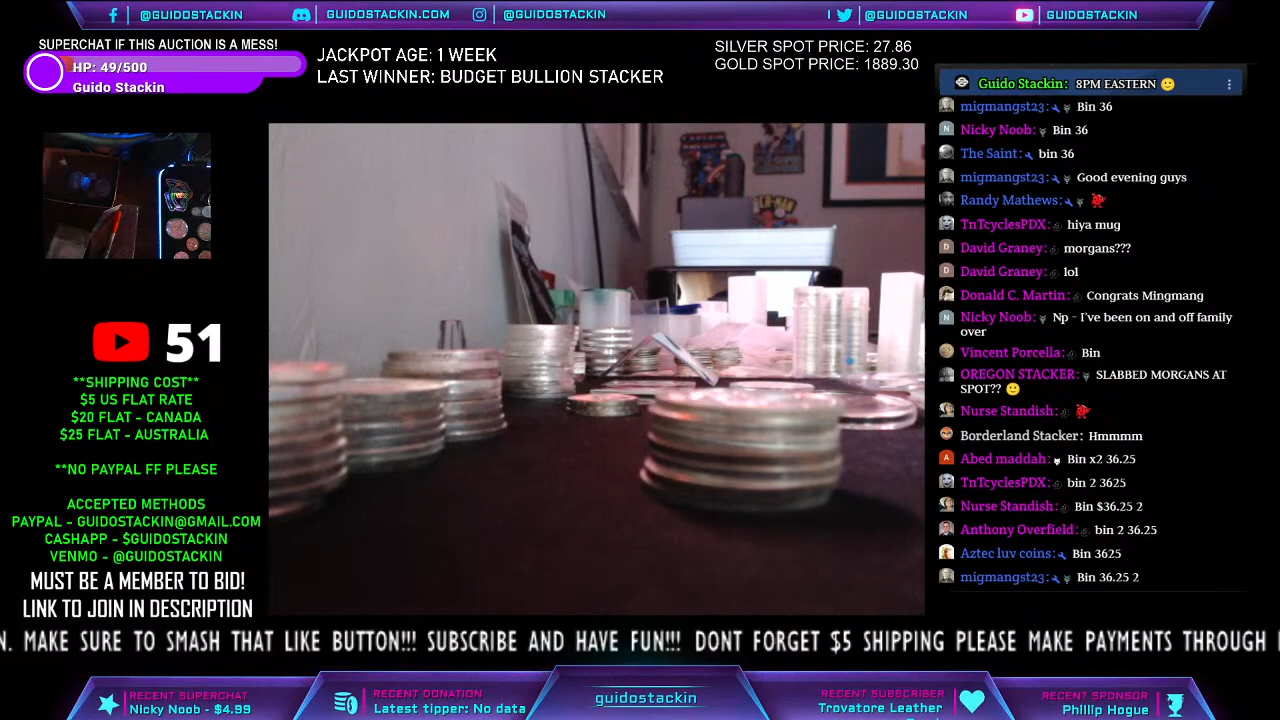 @GUIDOSTACKIN
GUIDOSTACKIN.COM
@GUIDOSTACKIN
@GUIDOSTACKIN
GUIDOSTACKIN
SUPERCHAT IF THIS AUCTION IS A MESS!
HP: 49/500
Guido Stackin
JACKPOT AGE: 1 WEEK
LAST WINNER: BUDGET BULLION STACKER
SILVER SPOT PRICE: 27.86
GOLD SPOT PRICE: 1889.30
Guido Stackin: 8PM EASTERN 🙂
migmangst23: Bin 36
Nicky Noob: Bin 36
The Saint: bin 36
migmangst23: Good evening guys
Randy Mathews:
TnTcyclesPDX: hiya mug
David Graney: morgans???
David Graney: lol
Donald C. Martin: Congrats Mingmang
Nicky Noob: Np - I've been on and off family
over
Vincent Porcella: Bin
OREGON STACKER: SLABBED MORGANS AT
SPOT?? 🙂
Nurse Standish:
Borderland Stacker: Hmmmm
Abed maddah: Bin x2 36.25
TnTcyclesPDX: bin 2 3625
Nurse Standish: Bin $36.25 2
Anthony Overfield: bin 2 36.25
Aztec luv coins: Bin 3625
migmangst23: Bin 36.25 2
51
**SHIPPING COST**
$5 US FLAT RATE
$20 FLAT - CANADA
$25 FLAT - AUSTRALIA
**NO PAYPAL FF PLEASE
ACCEPTED METHODS
PAYPAL - GUIDOSTACKIN@GMAIL.COM
CASHAPP - $GUIDOSTACKIN
VENMO - @GUIDOSTACKIN
MUST BE A MEMBER TO BID!
LINK TO JOIN IN DESCRIPTION
N. MAKE SURE TO SMASH THAT LIKE BUTTON!!! SUBSCRIBE AND HAVE FUN!!! DONT FORGET $5 SHIPPING PLEASE MAKE PAYMENTS THROUGH
RECENT SUPERCHAT
Nicky Noob - $4.99
RECENT DONATION
Latest tipper: No data
guidostackin
RECENT SUBSCRIBER
Trovatore Leather
RECENT SPONSOR
Phillip Hogue